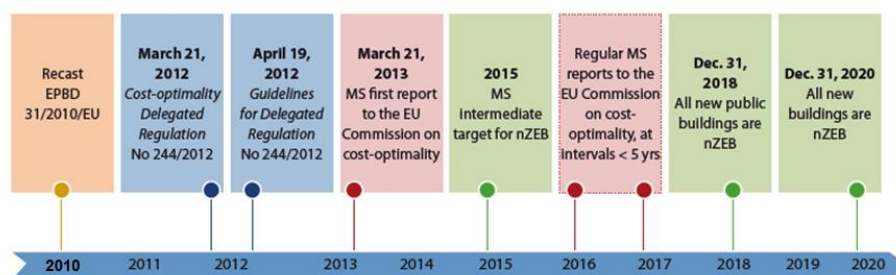 Recast
EPBD
31/2010/EU
March 21,
2012
Cost-optimality
Delegated
Regulation
No 244/2012
April 19,
2012
Guidelines
for Delegated
Regulation
No 244/2012
March 21,
2013
MS first report
to the EU
Commission on
cost-optimality
2015
MS
intermediate
target for nZEB
Regular MS
reports to the
EU Commission
on cost-
optimality, at
intervals < 5 yrs
Dec. 31,
2018
All new public
buildings are
nZEB
Dec. 31, 2020
All new
buildings are
nZEB
2010 2011 2012 2013 2014 2015 2016 2017 2018 2019 2020